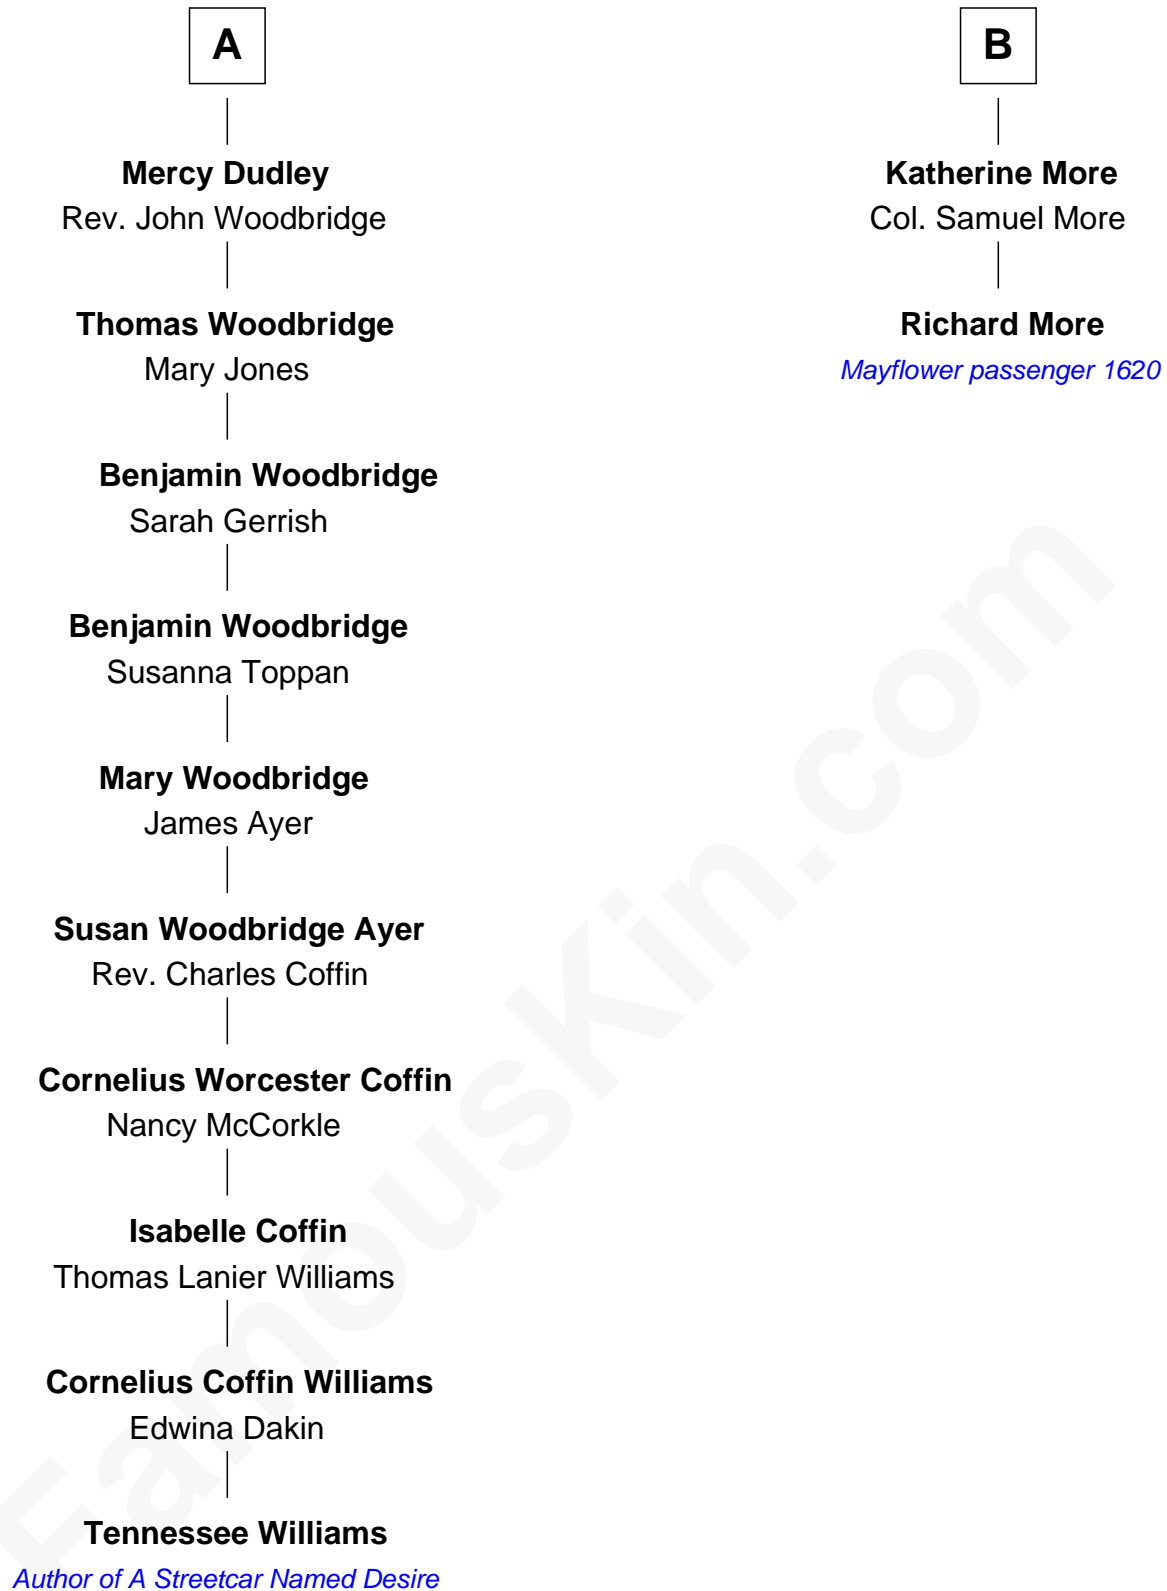 A
Mercy Dudley
Rev. John Woodbridge
Thomas Woodbridge
Mary Jones
Benjamin Woodbridge
Sarah Gerrish
Benjamin Woodbridge
Susanna Toppan
Mary Woodbridge
James Ayer
Susan Woodbridge Ayer
Rev. Charles Coffin
Cornelius Worcester Coffin
Nancy McCorkle
Isabelle Coffin
Thomas Lanier Williams
Cornelius Coffin Williams
Edwina Dakin
Tennessee Williams
Author of A Streetcar Named Desire
B
Katherine More
Col. Samuel More
Richard More
Mayflower passenger 1620
FamousKin.com